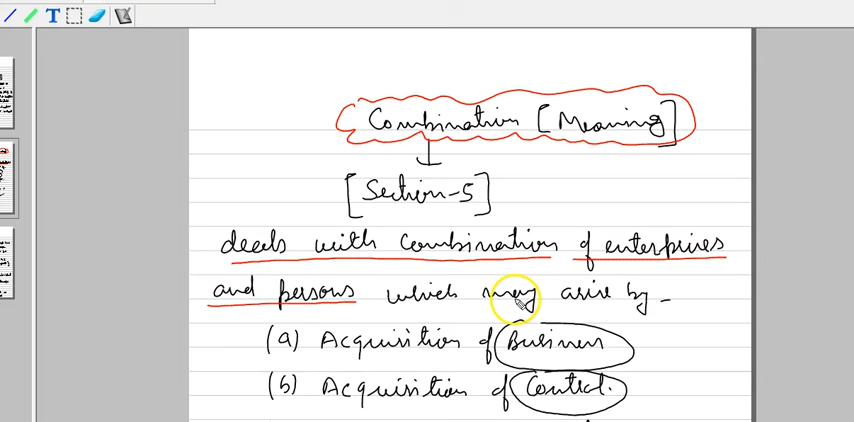 Combination [Meaning]
[Section-5]
deals with combination of enterprises
and persons which may arise by -
(a) Acquisition of Business
(b) Acquisition of Control.